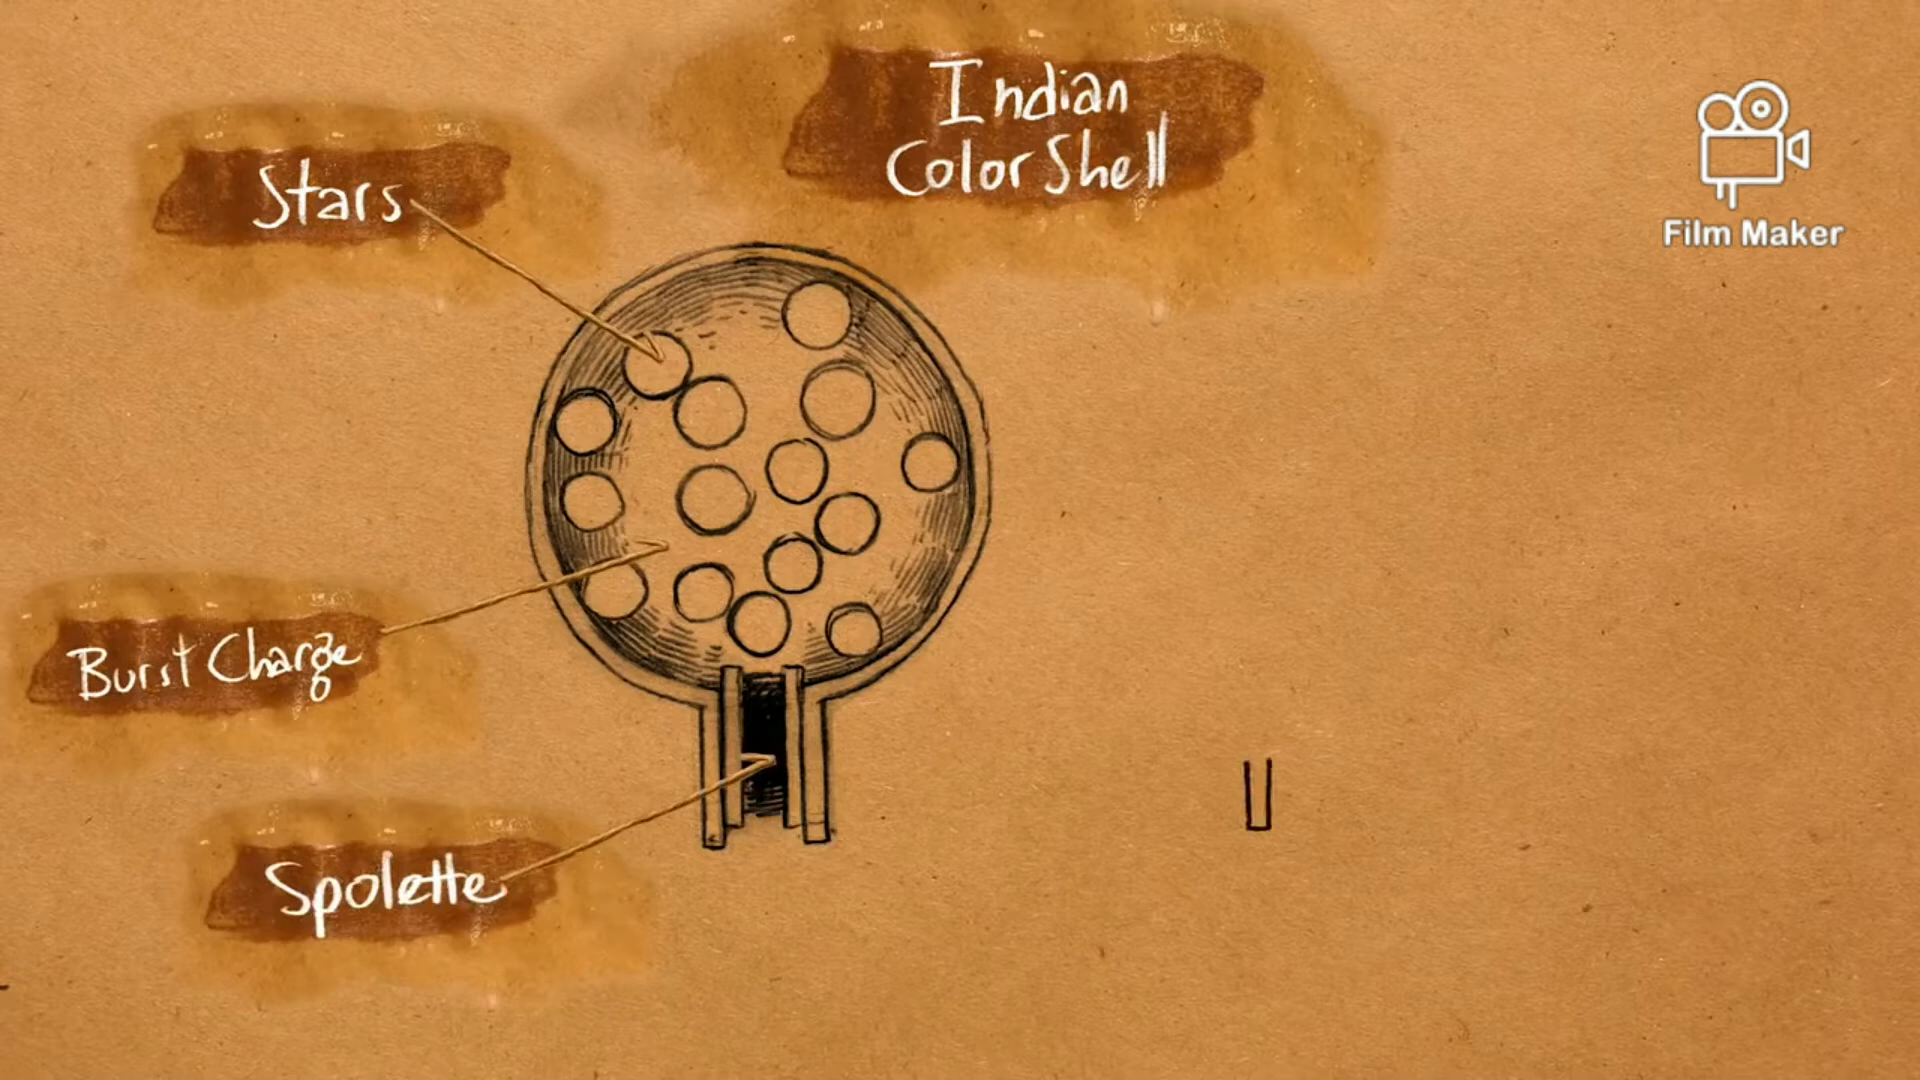 Indian
Color Shell
Stars
Burst Charge
Spolette
Film Maker